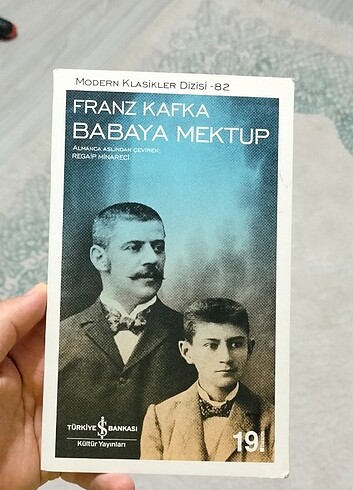 MODERN KLASİKLER DİZİSİ -82
FRANZ KAFKA
BABAYA MEKTUP
ALMANCA ASLINDAN ÇEVİREN:
REGAİP MİNARECİ
TÜRKİYE İŞ BANKASI
Kültür Yayınları
19.